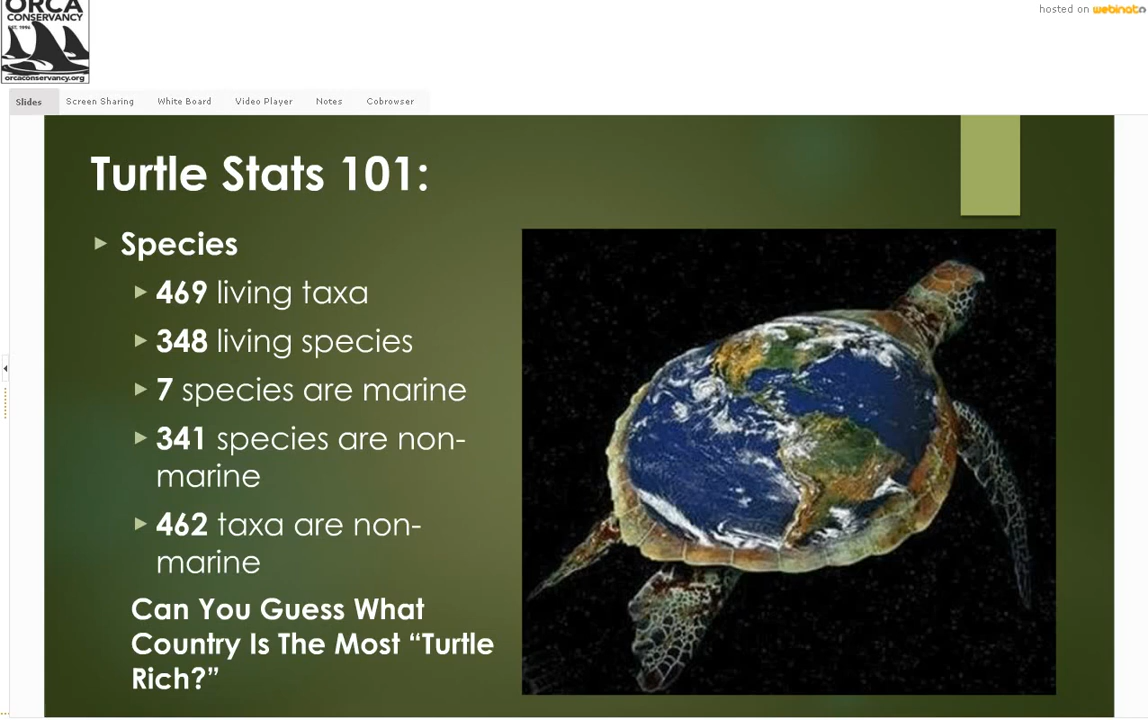 ORCA
CONSERVANCY
EST. 1996
orcaconservancy.org
hosted on webinato
Slides Screen Sharing White Board Video Player Notes Cobrowser
Turtle Stats 101:
Species
469 living taxa
348 living species
7 species are marine
341 species are non-
marine
462 taxa are non-
marine
Can You Guess What
Country Is The Most “Turtle
Rich?”